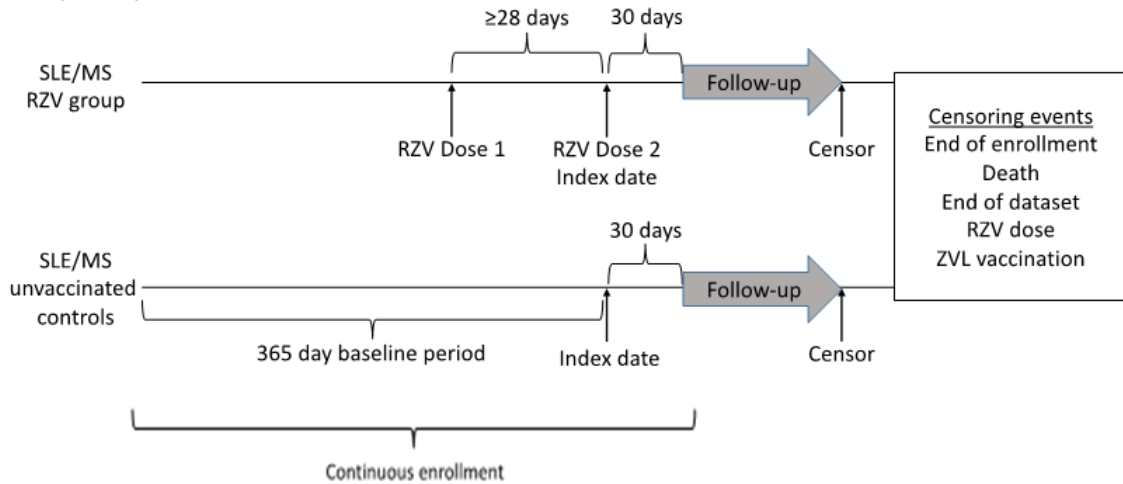 ≥28 days
30 days
SLE/MS
RZV group
Follow-up
RZV Dose 1
RZV Dose 2
Index date
Censor
Censoring events
End of enrollment
Death
End of dataset
RZV dose
ZVL vaccination
30 days
SLE/MS
unvaccinated
controls
Follow-up
365 day baseline period
Index date
Censor
Continuous enrollment